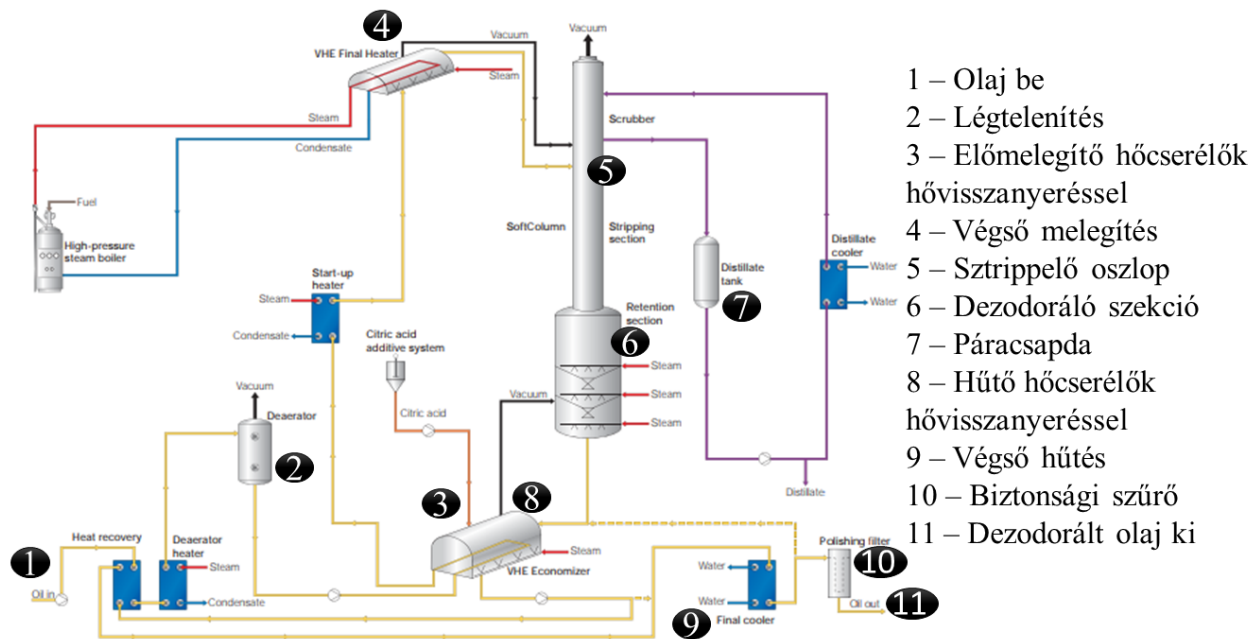 4
Vacuum
Vacuum
VHE Final Heater
Steam
Steam
Condensate
Scrubber
5
Fuel
High-pressure
steam boiler
SoftColumn
Stripping
section
Distillate
cooler
Water
Water
Distillate
tank
7
Start-up
heater
Steam
Condensate
Retention
section
6
Steam
Steam
Steam
Citric acid
additive system
Citric acid
Vacuum
Vacuum
Deaerator
2
3
8
Distillate
Heat recovery
Deaerator
heater
1
Oil in
Steam
Condensate
Steam
VHE Economizer
Water
Water
9
Final cooler
Polishing filter
10
Oil out
11
1 – Olaj be
2 – Légtelenítés
3 – Előmelegítő hőcserélők
hővisszanyeréssel
4 – Végső melegítés
5 – Sztrippelő oszlop
6 – Dezodoráló szekció
7 – Páracsapda
8 – Hűtő hőcserélők
hővisszanyeréssel
9 – Végső hűtés
10 – Biztonsági szűrő
11 – Dezodorált olaj ki